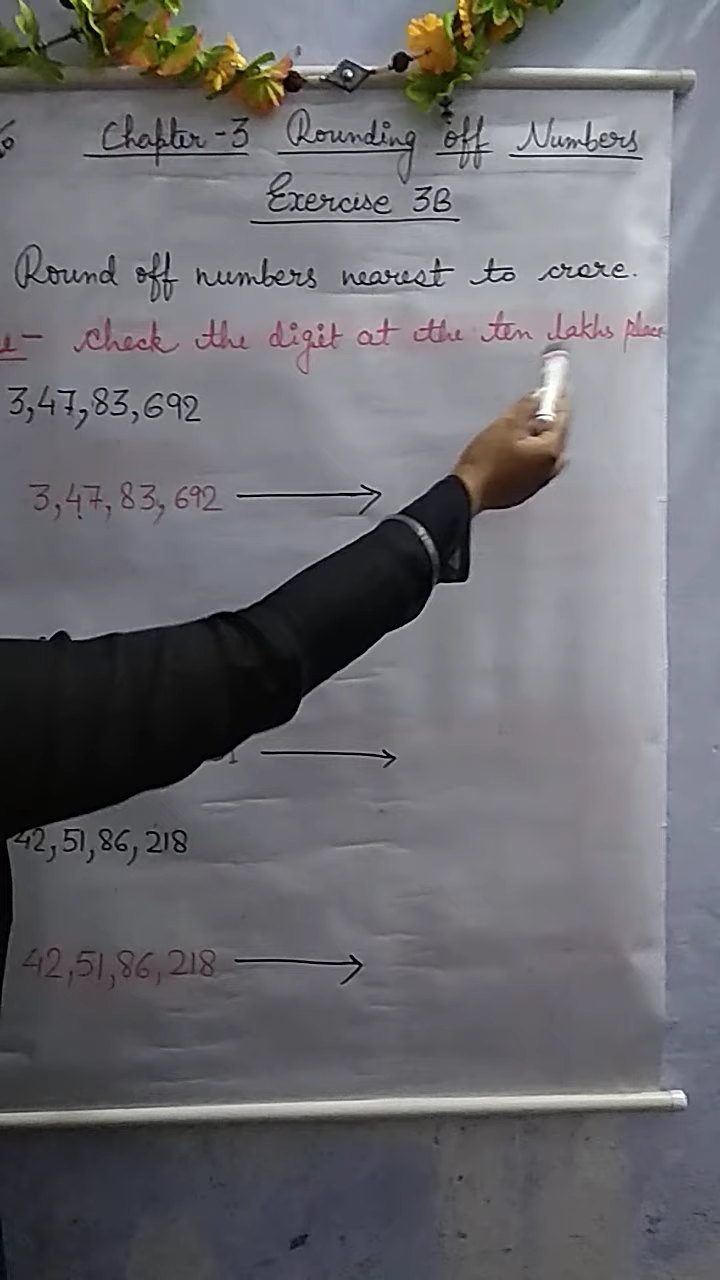 Chapter-3 Rounding off Numbers
Exercise 3B
Round off numbers nearest to crore.
- check the digit at the ten lakhs place
3,47,83,692
3,47,83,692
42,51,86,218
42,51,86,218